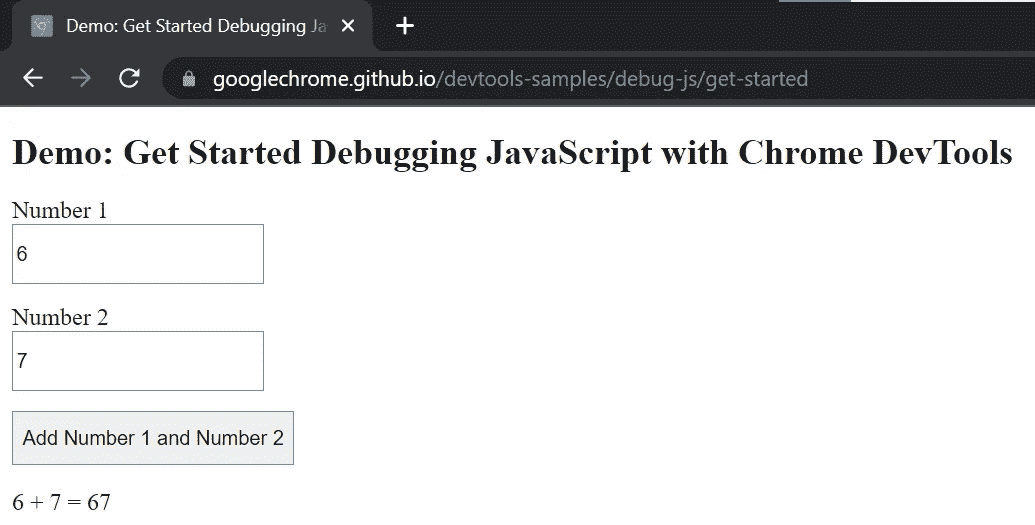 Demo: Get Started Debugging Ja
googlechrome.github.io/devtools-samples/debug-js/get-started
Demo: Get Started Debugging JavaScript with Chrome DevTools
Number 1
6
Number 2
7
Add Number 1 and Number 2
6 + 7 = 67